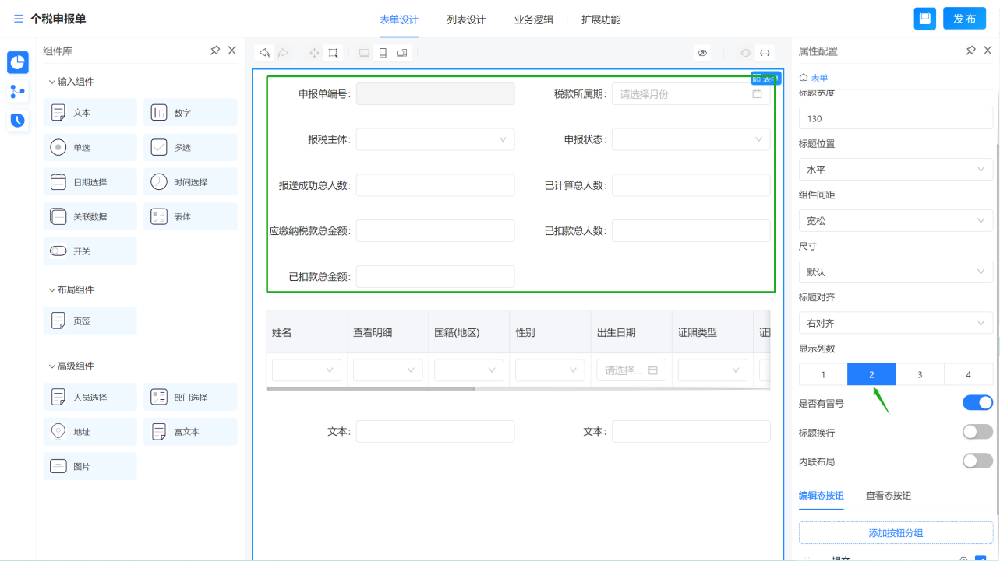 个税申报单
表单设计 列表设计 业务逻辑 扩展功能
发布
组件库
输入组件
文本 数字
单选 多选
日期选择 时间选择
关联数据 表体
开关
布局组件
页签
高级组件
人员选择 部门选择
地址 富文本
图片
表单
申报单编号: 税款所属期: 请选择月份
报税主体: 申报状态:
报送成功总人数: 已计算总人数:
应缴纳税款总金额: 已扣款总人数:
已扣款总金额:
姓名 查看明细 国籍(地区) 性别 出生日期 证照类型
请选择...
文本: 文本:
属性配置
表单
标题宽度
130
标题位置
水平
组件间距
宽松
尺寸
默认
标题对齐
右对齐
显示列数
1 2 3 4
是否有冒号
标题换行
内联布局
编辑态按钮 查看态按钮
添加按钮分组
提交